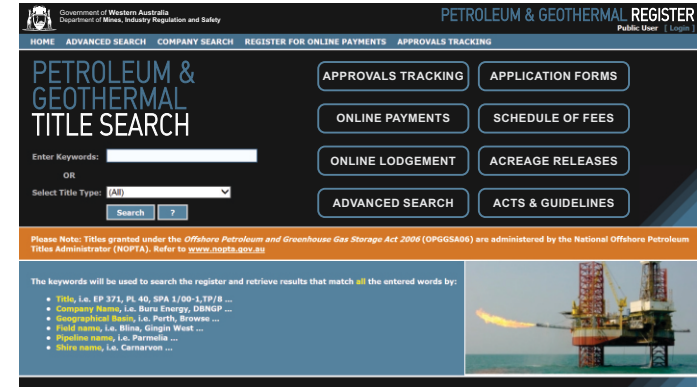 Government of Western Australia
Department of Mines, Industry Regulation and Safety
PETROLEUM & GEOTHERMAL REGISTER
Public User [ Login ]
HOME ADVANCED SEARCH COMPANY SEARCH REGISTER FOR ONLINE PAYMENTS APPROVALS TRACKING
PETROLEUM &
GEOTHERMAL
TITLE SEARCH
Enter Keywords:
OR
Select Title Type: (All)
Search ?
APPROVALS TRACKING APPLICATION FORMS
ONLINE PAYMENTS SCHEDULE OF FEES
ONLINE LODGEMENT ACREAGE RELEASES
ADVANCED SEARCH ACTS & GUIDELINES
Please Note: Titles granted under the Offshore Petroleum and Greenhouse Gas Storage Act 2006 (OPGGSA06) are administered by the National Offshore Petroleum
Titles Administrator (NOPTA). Refer to www.nopta.gov.au
The keywords will be used to search the register and retrieve results that match all the entered words by:
Title, i.e. EP 371, PL 40, SPA 1/00-1,TP/8 ...
Company Name, i.e. Buru Energy, DBNGP ...
Geographical Basin, i.e. Perth, Browse ...
Field name, i.e. Blina, Gingin West ...
Pipeline name, i.e. Parmelia ...
Shire name, i.e. Carnarvon ...